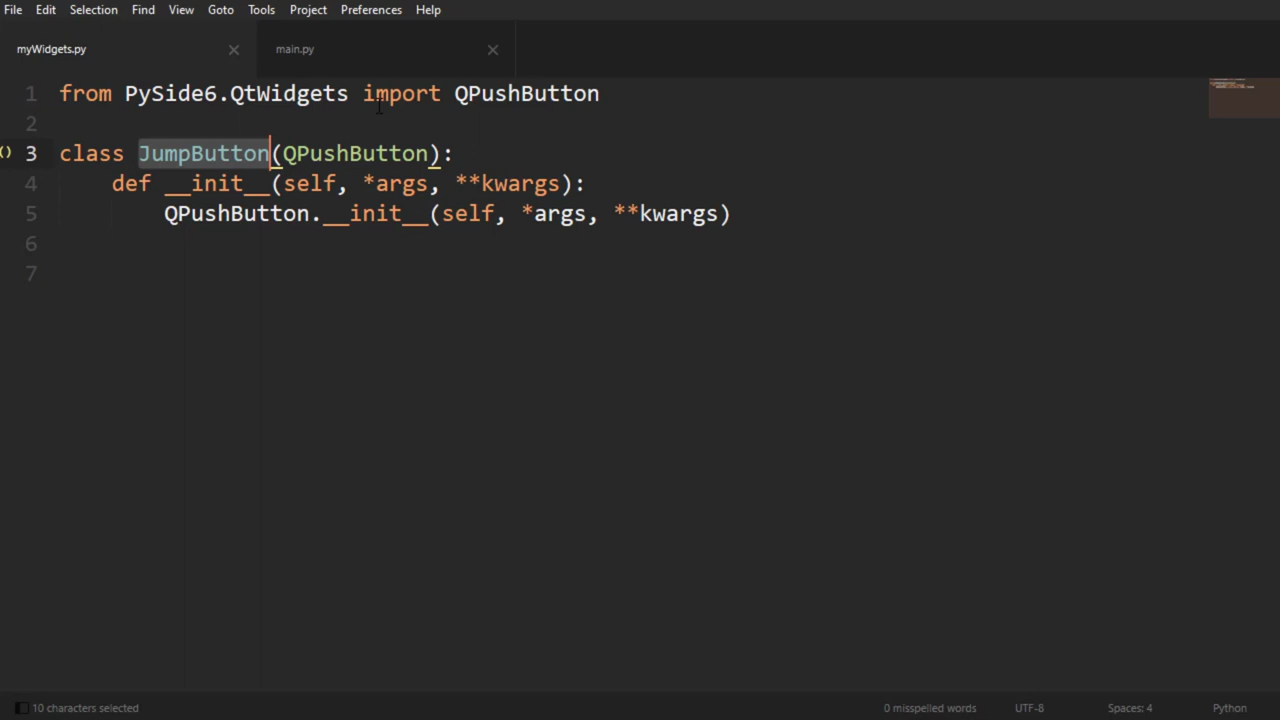 File Edit Selection Find View Goto Tools Project Preferences Help
myWidgets.py main.py
1 from PySide6.QtWidgets import QPushButton
2
() 3 class JumpButton(QPushButton):
4 def __init__(self, *args, **kwargs):
5 QPushButton.__init__(self, *args, **kwargs)
6
7
10 characters selected 0 misspelled words UTF-8 Spaces: 4 Python